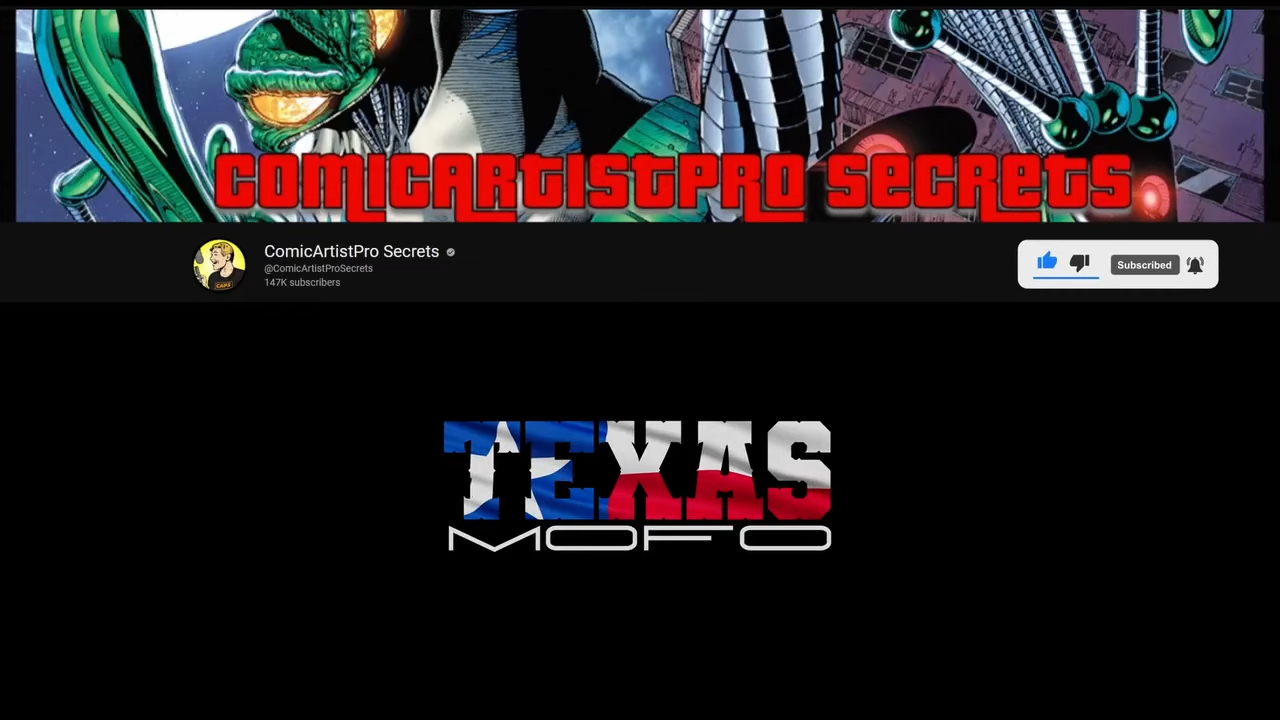 COMICARTISTPRO SECRETS
ComicArtistPro Secrets
@ComicArtistProSecrets
147K subscribers
Subscribed
TEXAS
MOFO